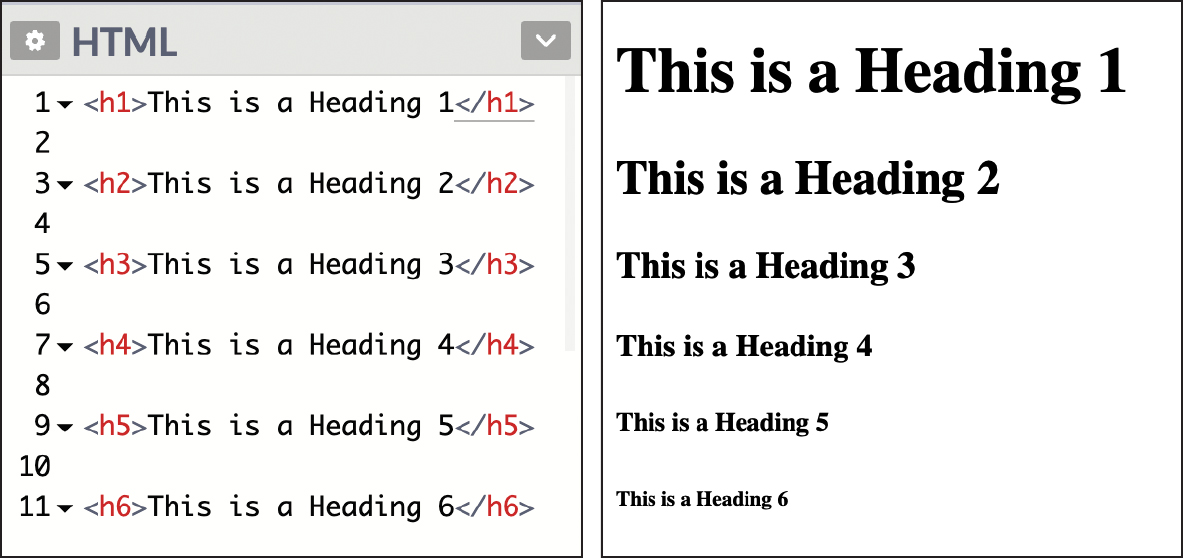 HTML
1 <h1>This is a Heading 1</h1>
2
3 <h2>This is a Heading 2</h2>
4
5 <h3>This is a Heading 3</h3>
6
7 <h4>This is a Heading 4</h4>
8
9 <h5>This is a Heading 5</h5>
10
11 <h6>This is a Heading 6</h6>
This is a Heading 1
This is a Heading 2
This is a Heading 3
This is a Heading 4
This is a Heading 5
This is a Heading 6